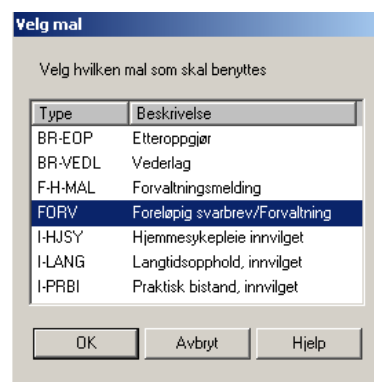 Velg mal
Velg hvilken mal som skal benyttes
Type Beskrivelse
BR-EOP Etteroppgjør
BR-VEDL Vederlag
F-H-MAL Forvaltningsmelding
FORV Foreløpig svarbrev/Forvaltning
I-HJSY Hjemmesykepleie innvilget
I-LANG Langtidsopphold, innvilget
I-PRBI Praktisk bistand, innvilget
OK Avbryt Hjelp